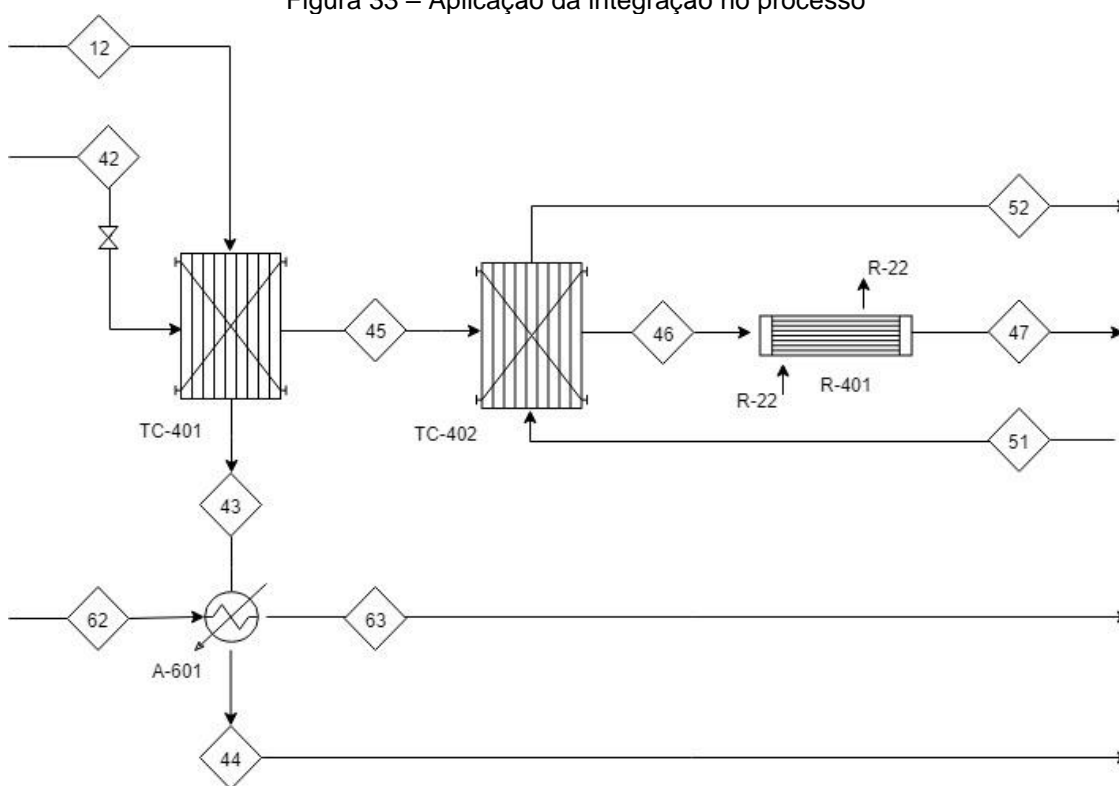 Figura 33 – Aplicação da integração no processo
12
42
52
R-22
45
46
47
R-22
R-401
TC-401
TC-402
51
43
62
63
A-601
44